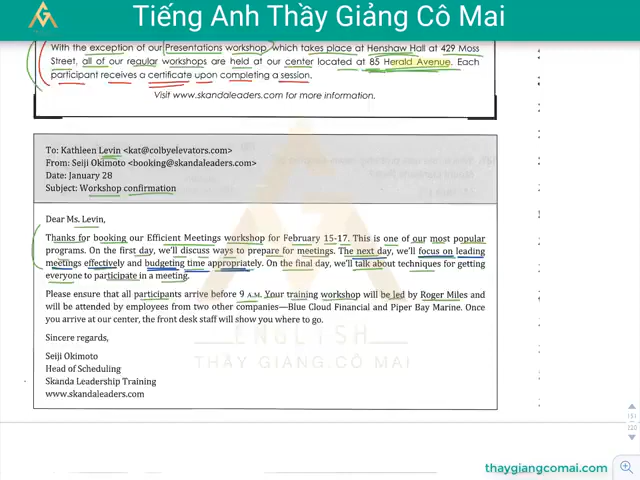 Tiếng Anh Thầy Giảng Cô Mai
With the exception of our Presentations workshop, which takes place at Henshaw Hall at 429 Moss
Street, all of our regular workshops are held at our center located at 85 Herald Avenue. Each
participant receives a certificate upon completing a session.
Visit www.skandaleaders.com for more information.
To: Kathleen Levin <kat@colbyelevators.com>
From: Seiji Okimoto <booking@skandaleaders.com>
Date: January 28
Subject: Workshop confirmation
Dear Ms. Levin,
Thanks for booking our Efficient Meetings workshop for February 15-17. This is one of our most popular
programs. On the first day, we'll discuss ways to prepare for meetings. The next day, we'll focus on leading
meetings effectively and budgeting time appropriately. On the final day, we'll talk about techniques for getting
everyone to participate in a meeting.
Please ensure that all participants arrive before 9 A.M. Your training workshop will be led by Roger Miles and
will be attended by employees from two other companies—Blue Cloud Financial and Piper Bay Marine. Once
you arrive at our center, the front desk staff will show you where to go.
ENGLISH
THẦY GIẢNG.CÔ MAI
Sincere regards,
Seiji Okimoto
Head of Scheduling
Skanda Leadership Training
www.skandaleaders.com
151
220
thaygiangcomai.com